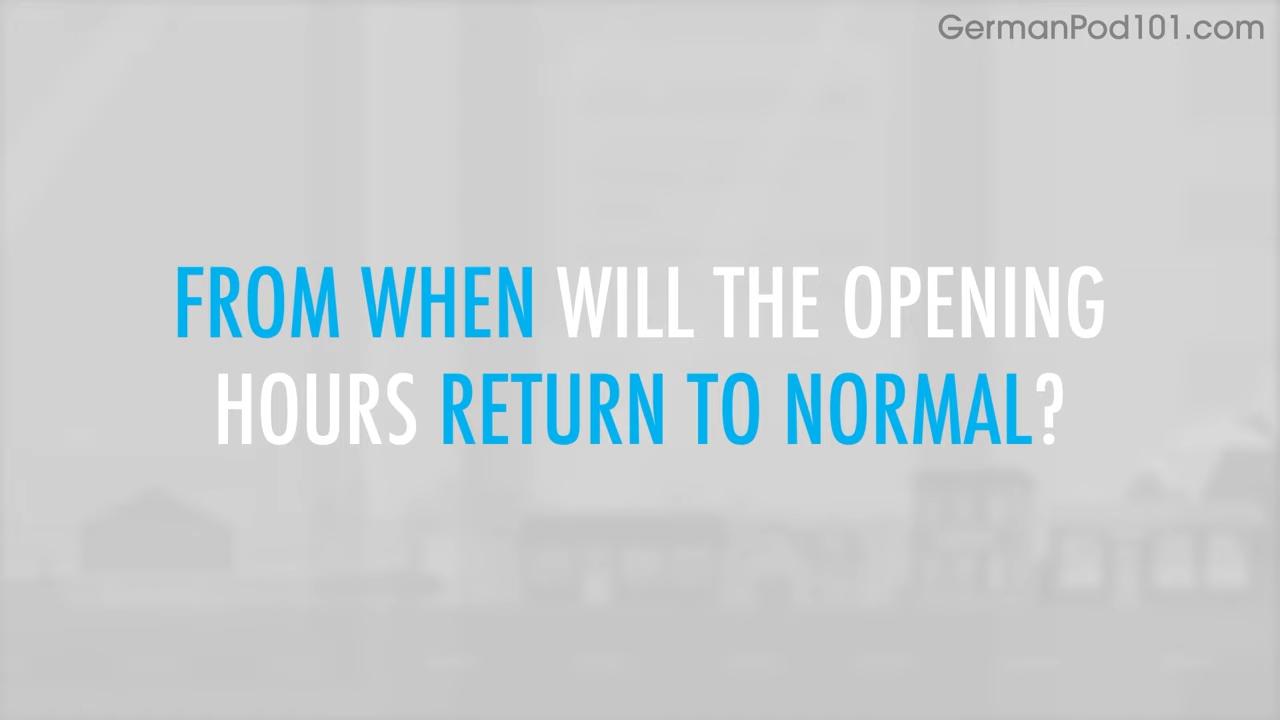 GermanPod101.com
FROM WHEN WILL THE OPENING
HOURS RETURN TO NORMAL?